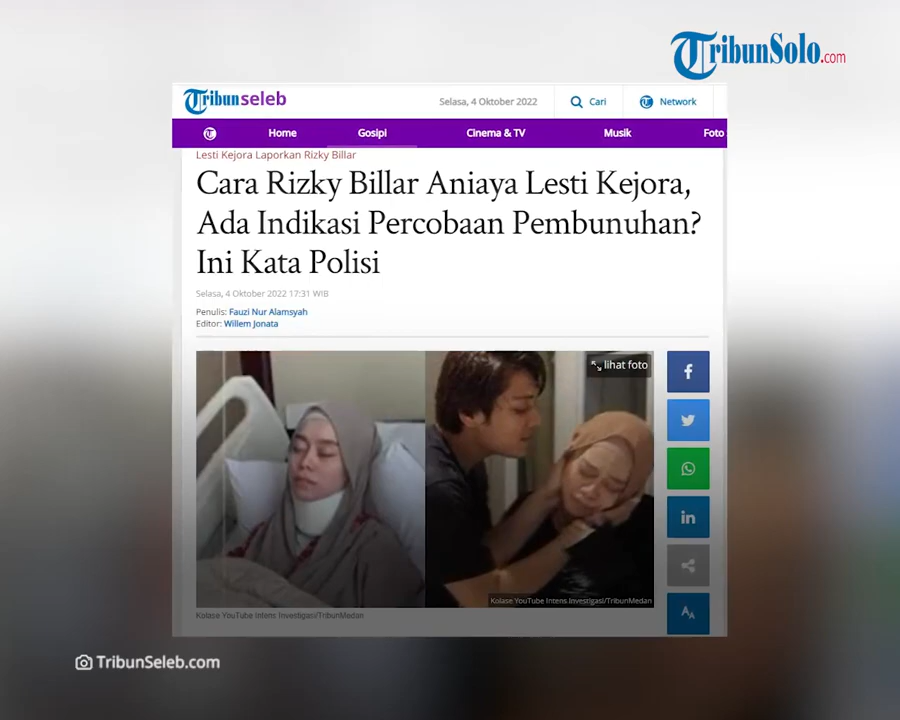 TribunSolo.com
Tribunseleb
Selasa, 4 Oktober 2022
Cari
Network
Home
Gosipi
Cinema & TV
Musik
Foto
Lesti Kejora Laporkan Rizky Billar
Cara Rizky Billar Aniaya Lesti Kejora,
Ada Indikasi Percobaan Pembunuhan?
Ini Kata Polisi
Selasa, 4 Oktober 2022 17:31 WIB
Penulis: Fauzi Nur Alamsyah
Editor: Willem Jonata
lihat foto
Kolase YouTube Intens Investigasi/TribunMedan
Kolase YouTube Intens Investigasi/TribunMedan
TribunSeleb.com